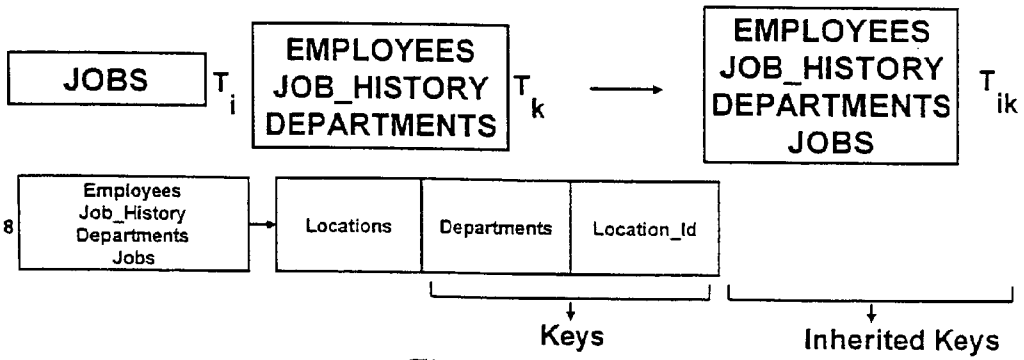 JOBS
T i
EMPLOYEES
JOB_HISTORY
DEPARTMENTS
T k
EMPLOYEES
JOB_HISTORY
DEPARTMENTS
JOBS
T ik
8
Employees
Job_History
Departments
Jobs
Locations
Departments
Location_Id
Keys
Inherited Keys